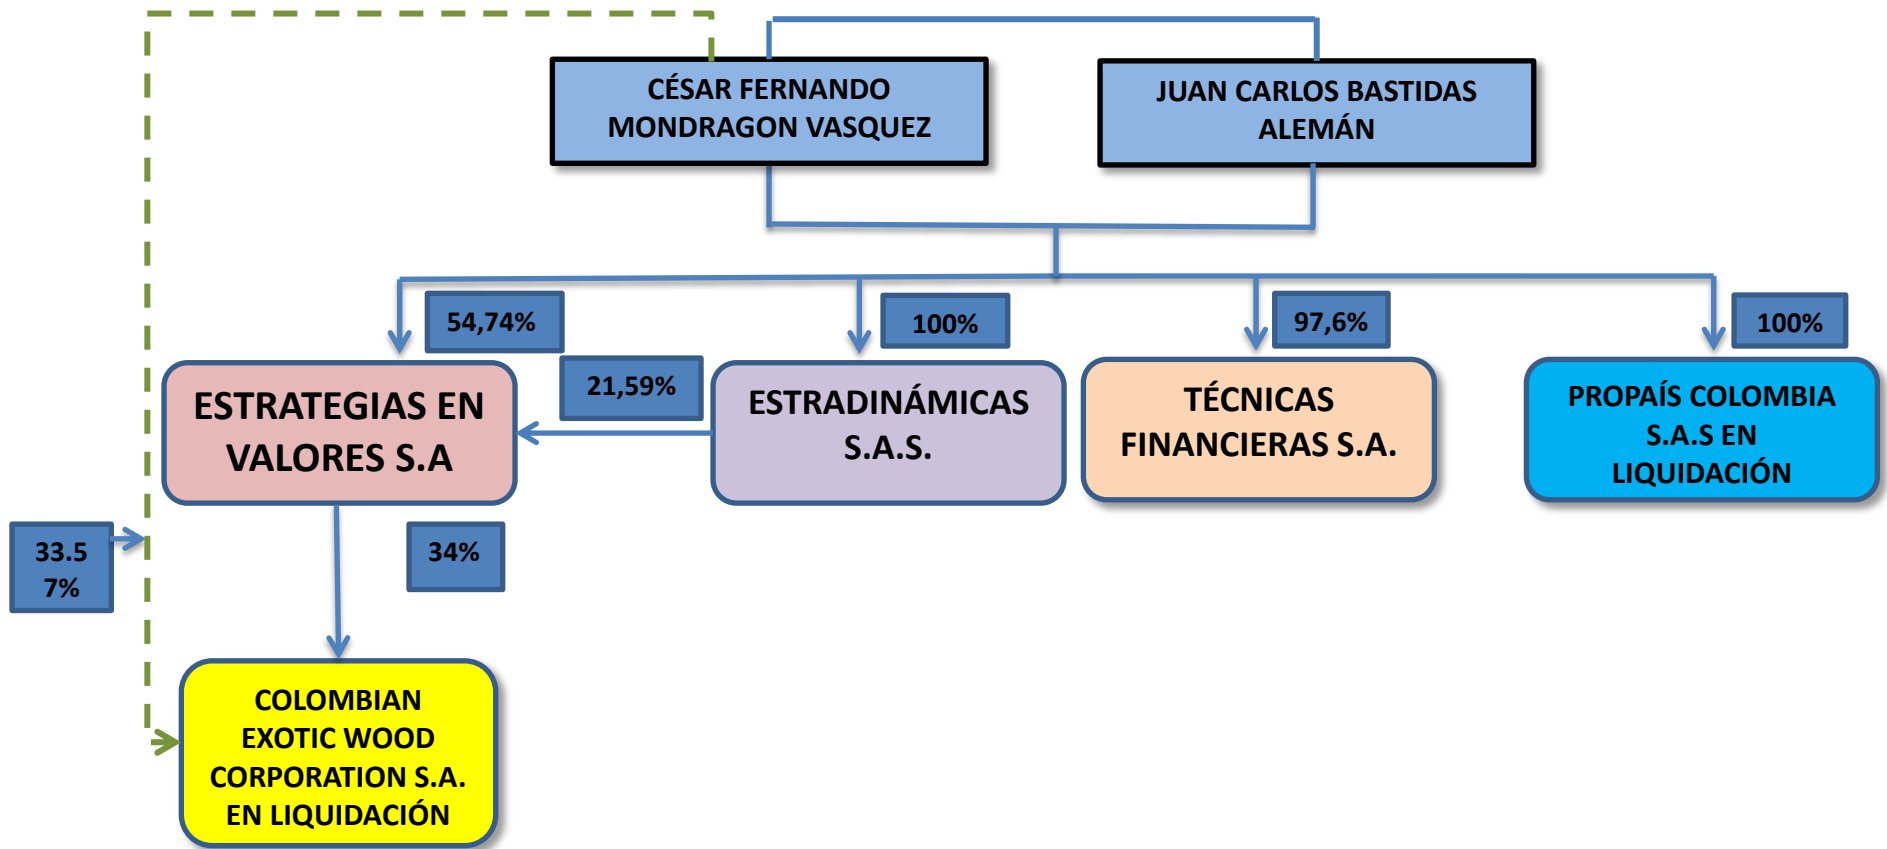 CÉSAR FERNANDO
MONDRAGON VASQUEZ
JUAN CARLOS BASTIDAS
ALEMÁN
54,74%
100%
97,6%
100%
21,59%
ESTRATEGIAS EN
VALORES S.A
ESTRADINÁMICAS
S.A.S.
TÉCNICAS
FINANCIERAS S.A.
PROPAÍS COLOMBIA
S.A.S EN
LIQUIDACIÓN
33.5
7%
34%
COLOMBIAN
EXOTIC WOOD
CORPORATION S.A.
EN LIQUIDACIÓN